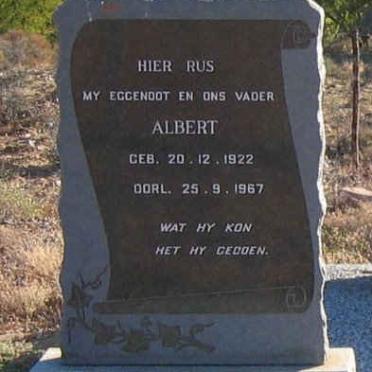 HIER RUS
MY EGGENOOT EN ONS VADER
ALBERT
GEB. 20.12.1922
OORL. 25.9.1967
WAT HY KON
HET HY GEDOEN.